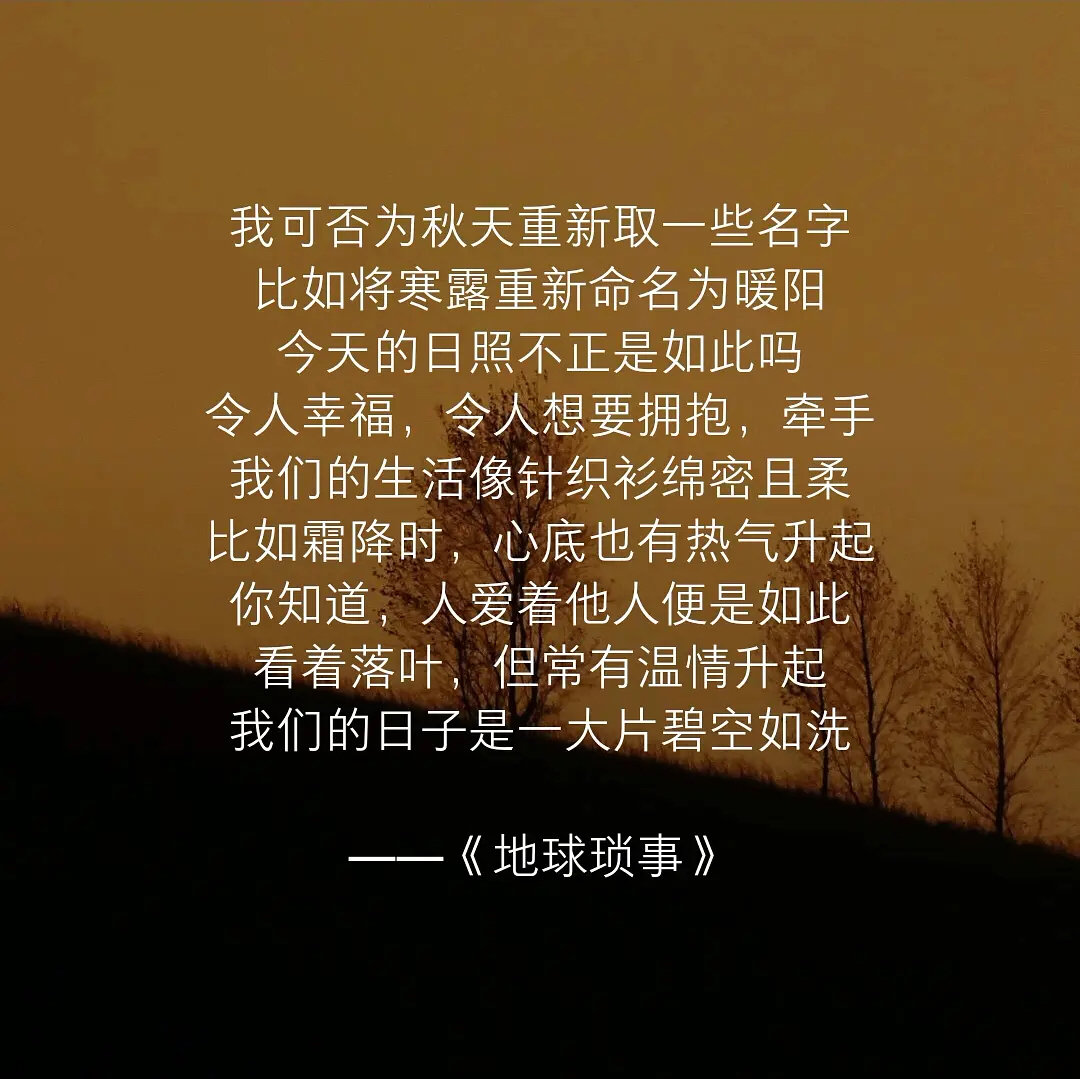 我可否为秋天重新取一些名字
比如将寒露重新命名为暖阳
今天的日照不正是如此吗
令人幸福，令人想要拥抱，牵手
我们的生活像针织衫绵密且柔
比如霜降时，心底也有热气升起
你知道，人爱着他人便是如此
看着落叶，但常有温情升起
我们的日子是一大片碧空如洗
——《地球琐事》